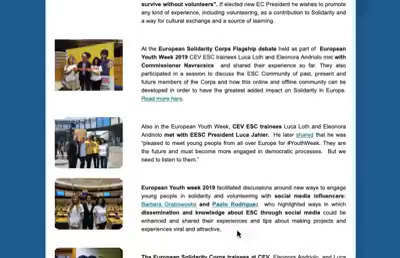 survive without volunteers". If elected new EC President he wishes to promote
any kind of experience, including volunteering, as a contribution to Solidarity and
a way for cultural exchange and a source of learning.
At the European Solidarity Corps Flagship debate held as part of European
Youth Week 2019 CEV ESC trainees Luca Loth and Eleonora Andriolo met with
Commissioner Navracsics and shared their experience so far. They also
participated in a session to discuss the ESC Community of past, present and
future members of the Corps and how this online and offline community can be
developed in order to have the greatest added impact on Solidarity in Europe.
Read more here.
Also in the European Youth Week, CEV ESC trainees Luca Loth and Eleonora
Andriolo met with EESC President Luca Jahier. He later shared that he was
"pleased to meet young people from all over Europe for #YouthWeek. They are
the future and must become more engaged in democratic processes. But we
need to listen to them."
European Youth week 2019 facilitated discussions around new ways to engage
young people in solidarity and volunteering with social media influencers:
Barbara Grabowoska and Paolo Rodriguez who highlighted ways in which
dissemination and knowledge about ESC through social media could be
enhanced and shared their experiences and tips about making projects and
experiences viral and attractive.
The European Solidarity Corps trainees at CEV, Eleonora Andriolo, and Luca